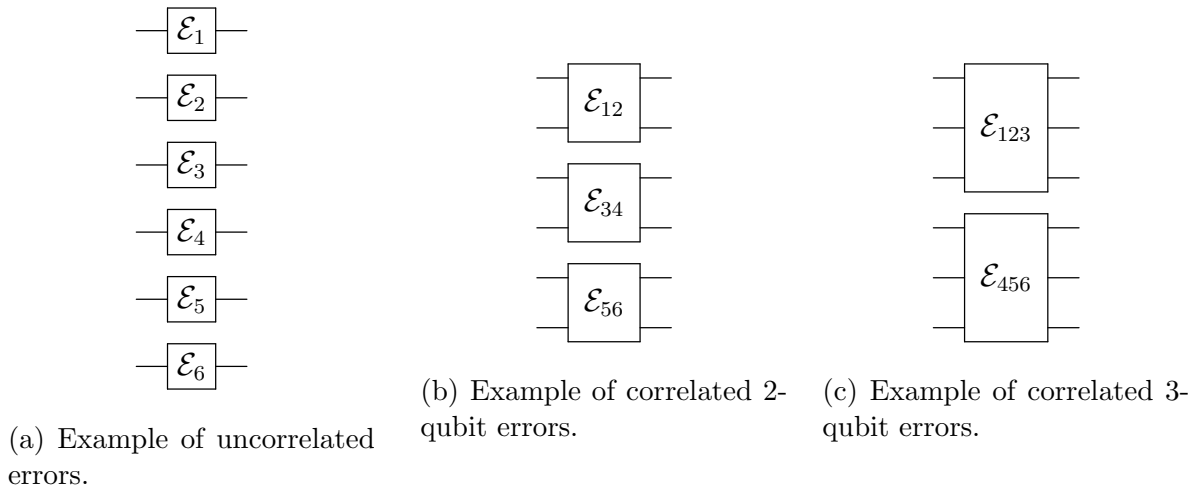 ℰ1
ℰ2
ℰ3
ℰ4
ℰ5
ℰ6
(a) Example of uncorrelated
errors.
ℰ12
ℰ34
ℰ56
(b) Example of correlated 2-
qubit errors.
ℰ123
ℰ456
(c) Example of correlated 3-
qubit errors.